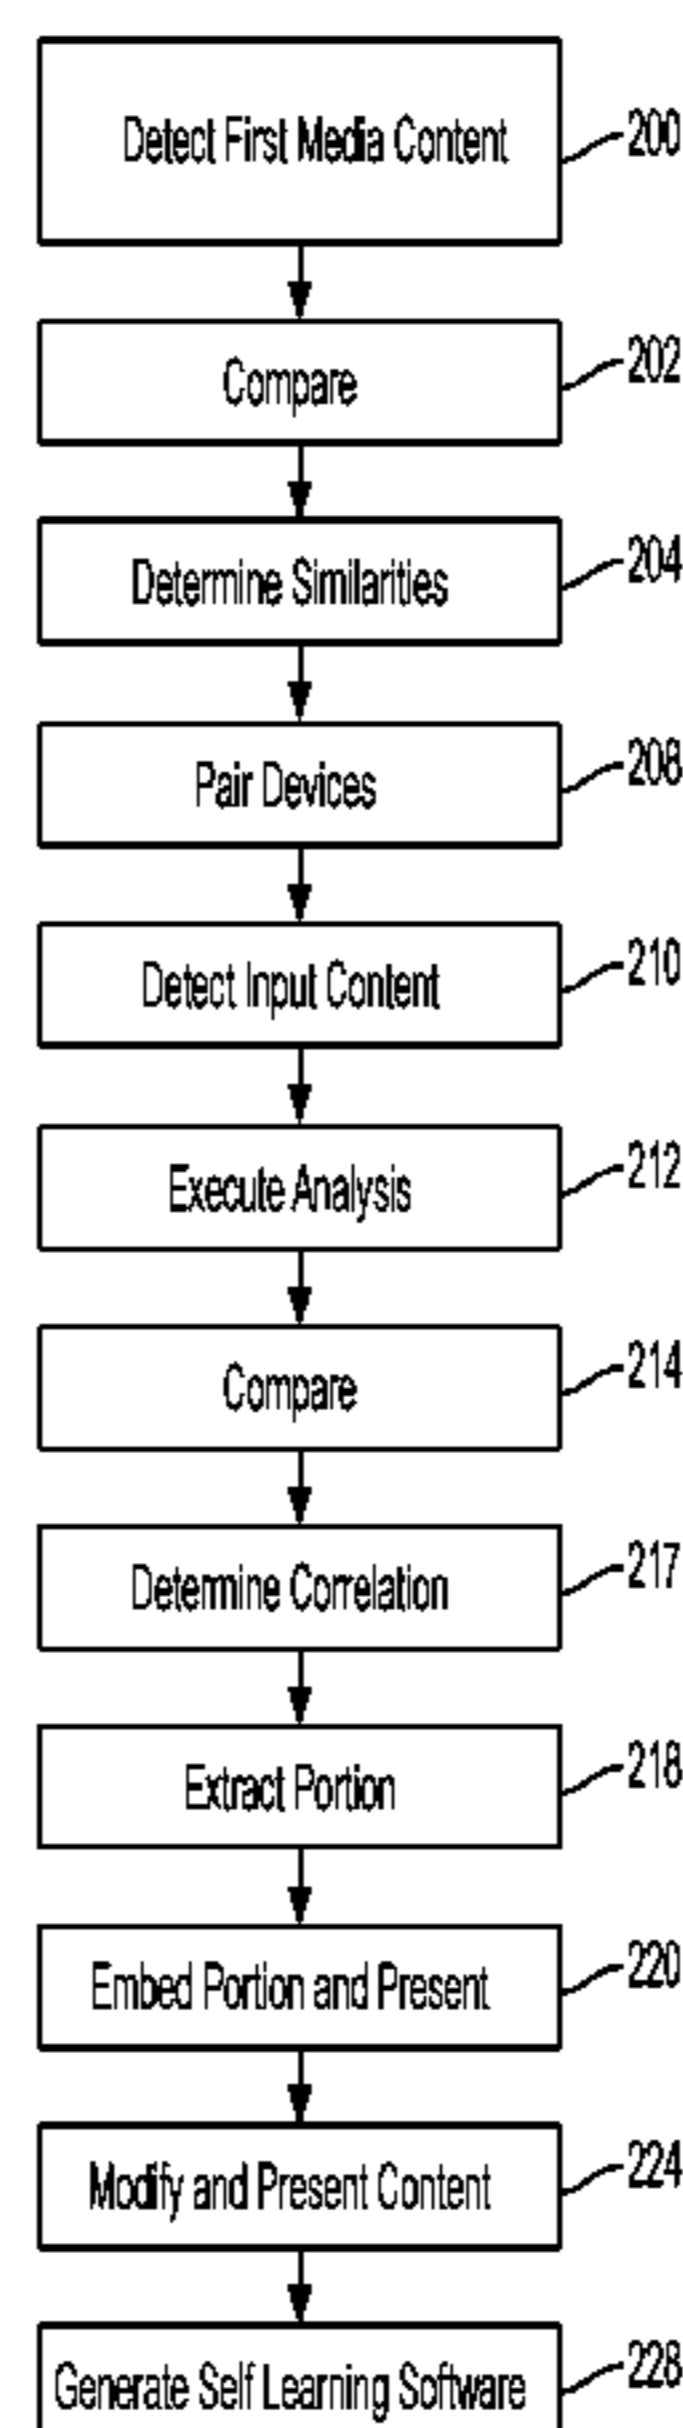 Detect First Media Content 200
Compare 202
Determine Similarities 204
Pair Devices 208
Detect Input Content 210
Execute Analysis 212
Compare 214
Determine Correlation 217
Extract Portion 218
Embed Portion and Present 220
Modify and Present Content 224
Generate Self Learning Software 228